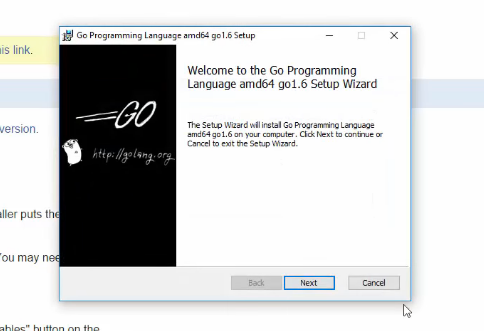 Go Programming Language amd64 go1.6 Setup
his link.
Welcome to the Go Programming
Language amd64 go1.6 Setup Wizard
The Setup Wizard will install Go Programming Language
amd64 go1.6 on your computer. Click Next to continue or
Cancel to exit the Setup Wizard.
GO
http://golang.org
version.
aller puts the
You may nee
Back
Next
Cancel
ables" button on the